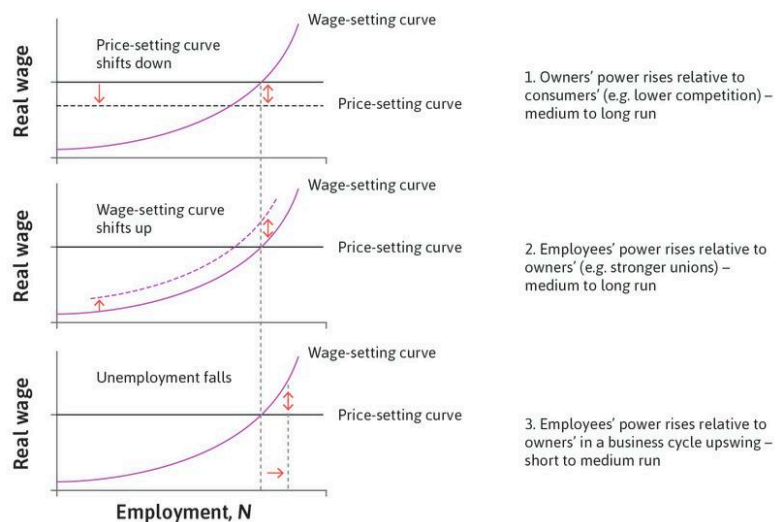 Real wage
Price-setting curve
shifts down
Wage-setting curve
Price-setting curve
1. Owners’ power rises relative to
consumers’ (e.g. lower competition) –
medium to long run
Real wage
Wage-setting curve
shifts up
Wage-setting curve
Price-setting curve
2. Employees’ power rises relative to
owners’ (e.g. stronger unions) –
medium to long run
Real wage
Unemployment falls
Wage-setting curve
Price-setting curve
3. Employees’ power rises relative to
owners’ in a business cycle upswing –
short to medium run
Employment, N